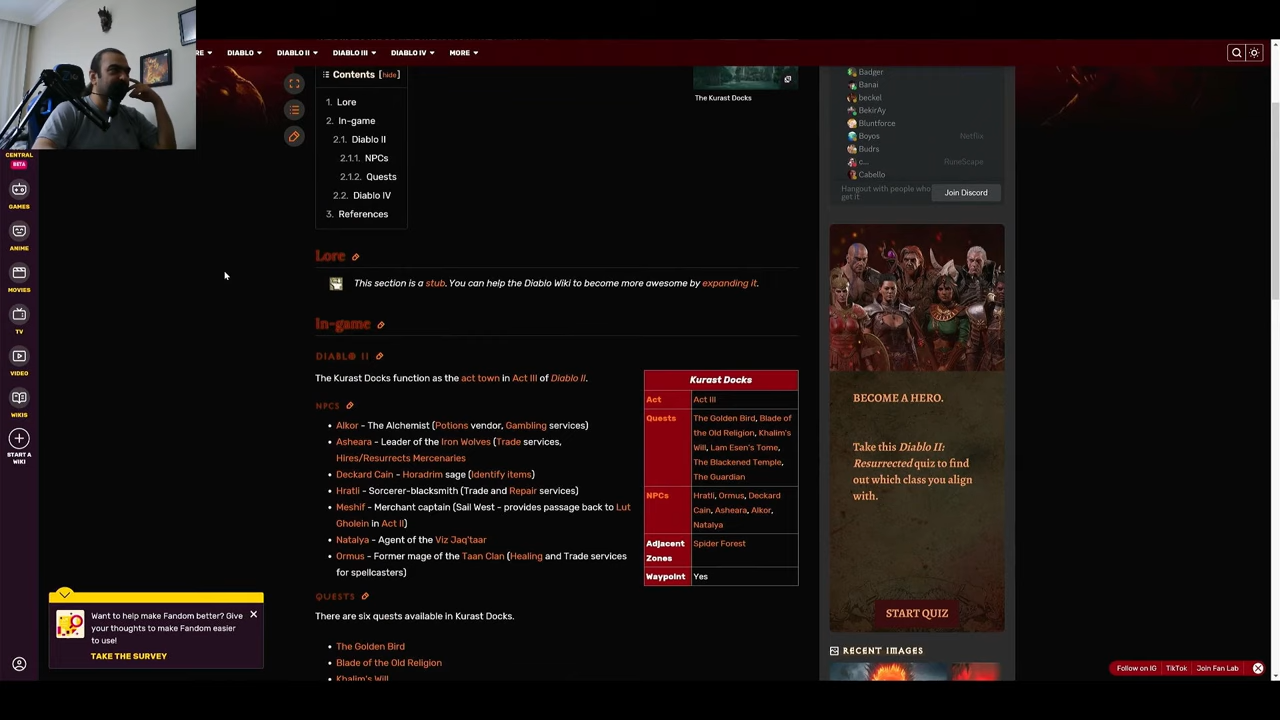 RE
DIABLO
DIABLO II
DIABLO III
DIABLO IV
MORE
CENTRAL
BETA
GAMES
ANIME
MOVIES
TV
VIDEO
WIKIS
START A
WIKI
Contents [hide]
1. Lore
2. In-game
2.1. Diablo II
2.1.1. NPCs
2.1.2. Quests
2.2. Diablo IV
3. References
The Kurast Docks
Lore
This section is a stub. You can help the Diablo Wiki to become more awesome by expanding it.
In-game
DIABLO II
The Kurast Docks function as the act town in Act III of Diablo II.
NPCS
• Alkor - The Alchemist (Potions vendor, Gambling services)
• Asheara - Leader of the Iron Wolves (Trade services,
Hires/Resurrects Mercenaries
• Deckard Cain - Horadrim sage (Identify items)
• Hratli - Sorcerer-blacksmith (Trade and Repair services)
• Meshif - Merchant captain (Sail West - provides passage back to Lut
Gholein in Act II)
• Natalya - Agent of the Viz Jaq'taar
• Ormus - Former mage of the Taan Clan (Healing and Trade services
for spellcasters)
QUESTS
There are six quests available in Kurast Docks.
• The Golden Bird
• Blade of the Old Religion
• Khalim's Will
Kurast Docks
Act
Act III
Quests
The Golden Bird, Blade of
the Old Religion, Khalim's
Will, Lam Esen's Tome,
The Blackened Temple,
The Guardian
NPCs
Hratli, Ormus, Deckard
Cain, Asheara, Alkor,
Natalya
Adjacent
Zones
Spider Forest
Waypoint
Yes
Badger
Banai
beckel
BekirAy
Bluntforce
Boyos Netflix
Budrs
c... RuneScape
Cabello
Hangout with people who
get it
Join Discord
BECOME A HERO.
Take this Diablo II:
Resurrected quiz to find
out which class you align
with.
START QUIZ
RECENT IMAGES
Want to help make Fandom better? Give
your thoughts to make Fandom easier
to use!
TAKE THE SURVEY
Follow on IG
TikTok
Join Fan Lab